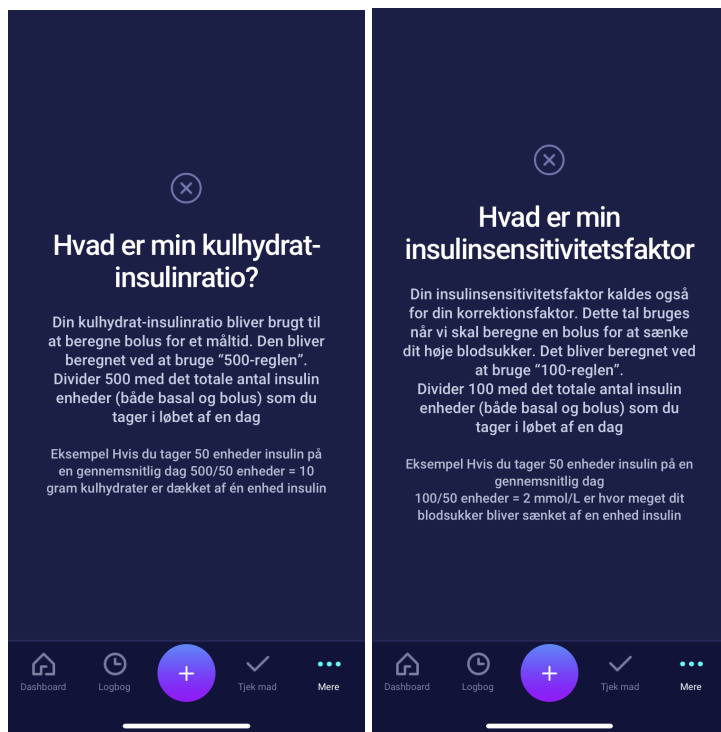 Hvad er min kulhydrat-
insulinratio?
Din kulhydrat-insulinratio bliver brugt til
at beregne bolus for et måltid. Den bliver
beregnet ved at bruge “500-reglen”.
Divider 500 med det totale antal insulin
enheder (både basal og bolus) som du
tager i løbet af en dag
Eksempel Hvis du tager 50 enheder insulin på
en gennemsnitlig dag 500/50 enheder = 10
gram kulhydrater er dækket af én enhed insulin
Dashboard
Logbog
Tjek mad
Mere
Hvad er min
insulinsensitivitetsfaktor
Din insulinsensitivitetsfaktor kaldes også
for din korrektionsfaktor. Dette tal bruges
når vi skal beregne en bolus for at sænke
dit høje blodsukker. Det bliver beregnet ved
at bruge “100-reglen”.
Divider 100 med det totale antal insulin
enheder (både basal og bolus) som du
tager i løbet af en dag
Eksempel Hvis du tager 50 enheder insulin på en
gennemsnitlig dag
100/50 enheder = 2 mmol/L er hvor meget dit
blodsukker bliver sænket af en enhed insulin
Dashboard
Logbog
Tjek mad
Mere